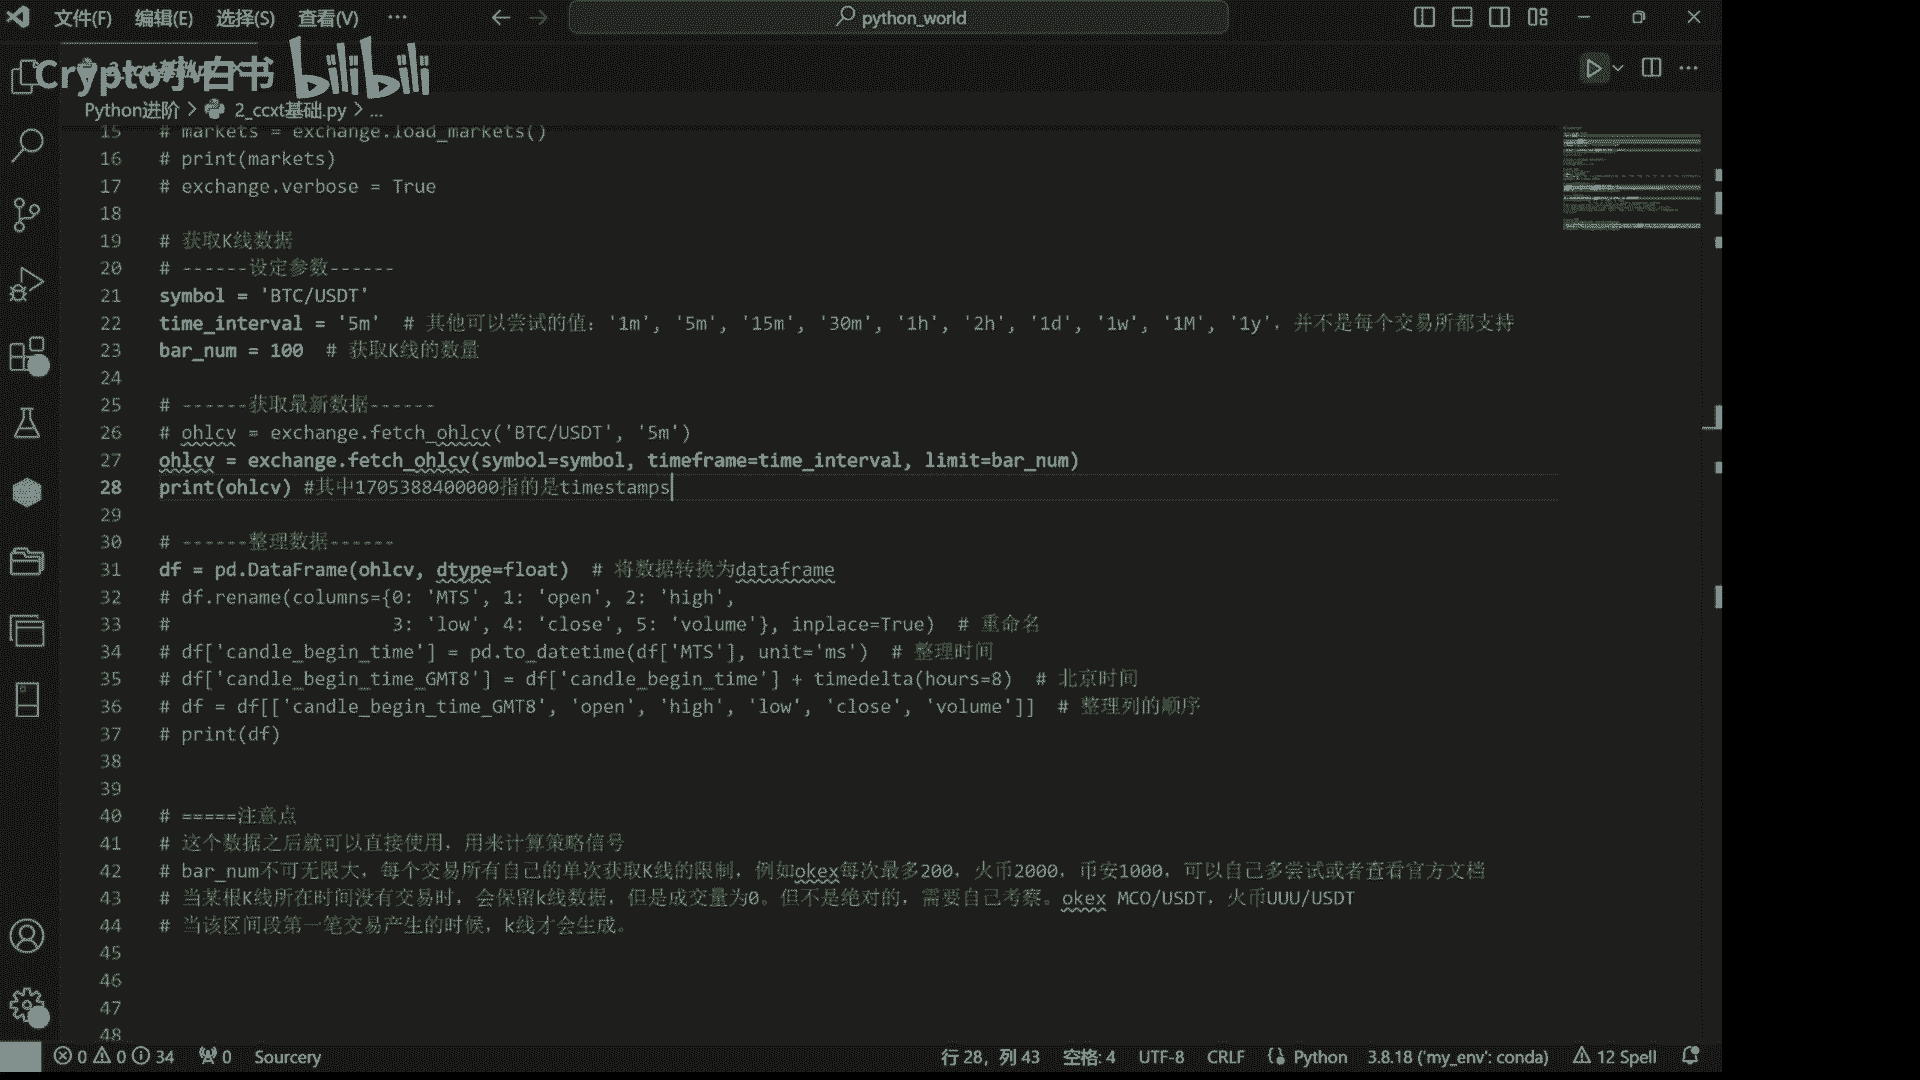 文件(F) 编辑(E) 选择(S) 查看(V) ··· python_world
Crypto小白书 bilibili
Python进阶 > 2_ccxt基础.py > ...
15 # markets = exchange.load_markets()
16 # print(markets)
17 # exchange.verbose = True
18
19 # 获取K线数据
20 # ------设定参数------
21 symbol = 'BTC/USDT'
22 time_interval = '5m'  # 其他可以尝试的值：'1m', '5m', '15m', '30m', '1h', '2h', '1d', '1w', '1M', '1y'，并不是每个交易所都支持
23 bar_num = 100  # 获取K线的数量
24
25 # ------获取最新数据------
26 # ohlcv = exchange.fetch_ohlcv('BTC/USDT', '5m')
27 ohlcv = exchange.fetch_ohlcv(symbol=symbol, timeframe=time_interval, limit=bar_num)
28 print(ohlcv) #其中1705388400000指的是timestamps
29
30 # ------整理数据------
31 df = pd.DataFrame(ohlcv, dtype=float)  # 将数据转换为dataframe
32 # df.rename(columns={0: 'MTS', 1: 'open', 2: 'high',
33 #                    3: 'low', 4: 'close', 5: 'volume'}, inplace=True)  # 重命名
34 # df['candle_begin_time'] = pd.to_datetime(df['MTS'], unit='ms')  # 整理时间
35 # df['candle_begin_time_GMT8'] = df['candle_begin_time'] + timedelta(hours=8)  # 北京时间
36 # df = df[['candle_begin_time_GMT8', 'open', 'high', 'low', 'close', 'volume']]  # 整理列的顺序
37 # print(df)
38
39
40 # =====注意点
41 # 这个数据之后就可以直接使用，用来计算策略信号
42 # bar_num不可无限大，每个交易所有自己的单次获取K线的限制，例如okex每次最多200，火币2000，币安1000，可以自己多尝试或者查看官方文档
43 # 当某根K线所在时间没有交易时，会保留k线数据，但是成交量为0。但不是绝对的，需要自己考察。okex MCO/USDT，火币UUU/USDT
44 # 当该区间段第一笔交易产生的时候，k线才会生成。
45
46
47
48
0 0 34 0 Sourcery 行 28，列 43 空格: 4 UTF-8 CRLF Python 3.8.18 ('my_env': conda) 12 Spell